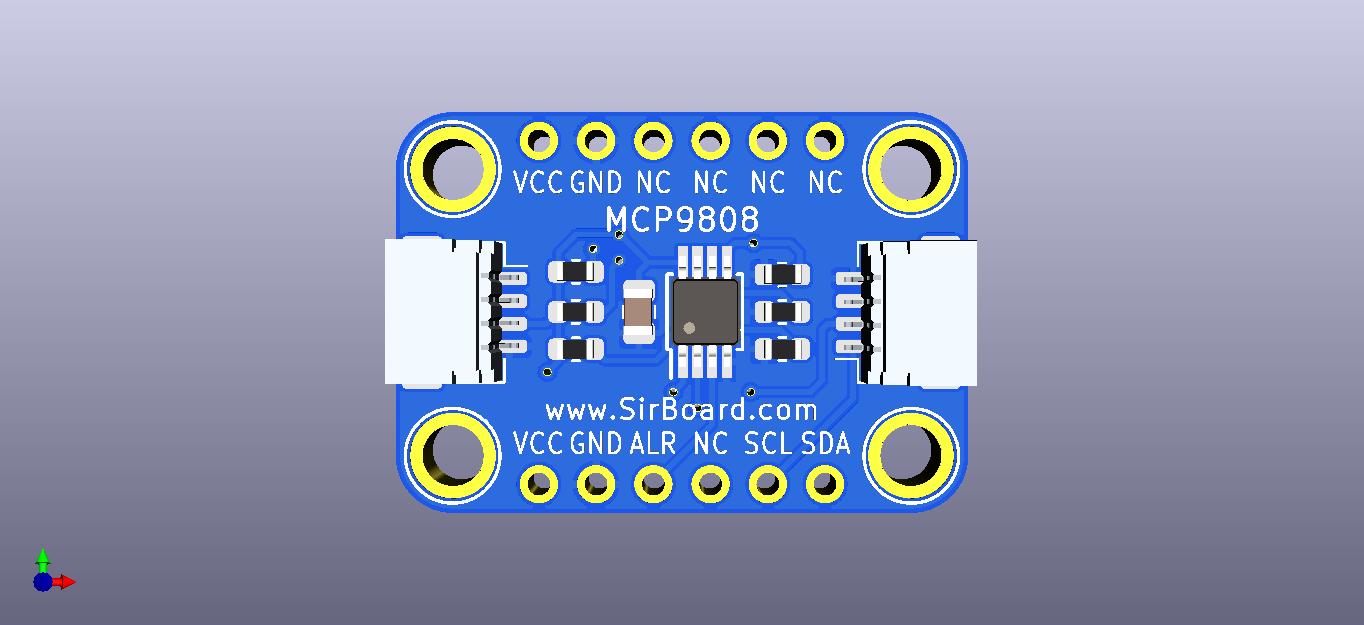 VCC GND NC NC NC NC
MCP9808
www.SirBoard.com
VCC GND ALR NC SCL SDA